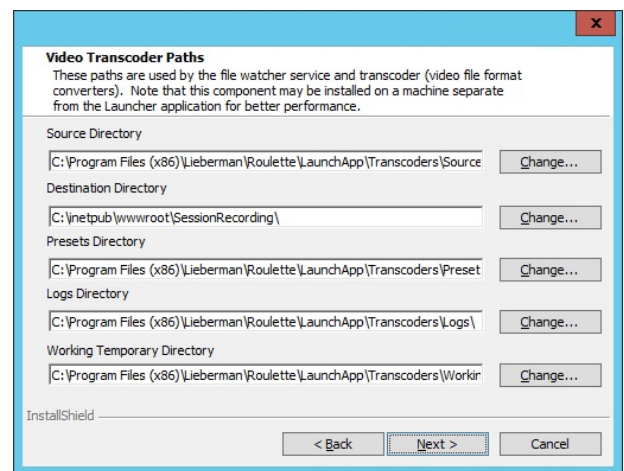 x
Video Transcoder Paths
These paths are used by the file watcher service and transcoder (video file format
converters). Note that this component may be installed on a machine separate
from the Launcher application for better performance.
Source Directory
C:\Program Files (x86)\Lieberman\Roulette\LaunchApp\Transcoders\Source
Change...
Destination Directory
C:\inetpub\wwwroot\SessionRecording\
Change...
Presets Directory
C:\Program Files (x86)\Lieberman\Roulette\LaunchApp\Transcoders\Preset
Change...
Logs Directory
C:\Program Files (x86)\Lieberman\Roulette\LaunchApp\Transcoders\Logs\
Change...
Working Temporary Directory
C:\Program Files (x86)\Lieberman\Roulette\LaunchApp\Transcoders\Workin
Change...
InstallShield
< Back
Next >
Cancel